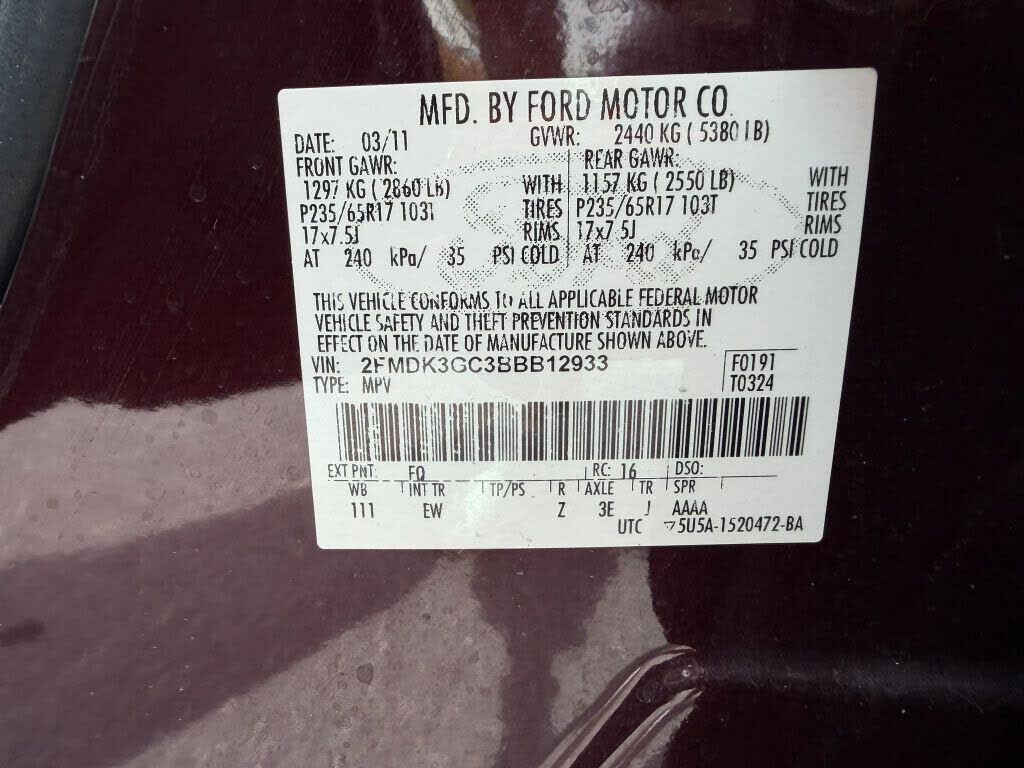 MFD. BY FORD MOTOR CO.
DATE: 03/11 GVWR: 2440 KG ( 5380 LB)
FRONT GAWR: REAR GAWR:
1297 KG ( 2860 LB) WITH 1157 KG ( 2550 LB) WITH
P235/65R17 103T TIRES P235/65R17 103T TIRES
17x7.5J RIMS 17x7.5J RIMS
AT 240 kPa/ 35 PSI COLD AT 240 kPa/ 35 PSI COLD
THIS VEHICLE CONFORMS TO ALL APPLICABLE FEDERAL MOTOR
VEHICLE SAFETY AND THEFT PREVENTION STANDARDS IN
EFFECT ON THE DATE OF MANUFACTURE SHOWN ABOVE.
VIN: 2FMDK3GC3BBB12933 F0191
TYPE: MPV T0324
EXT PNT: FQ RC: 16 DSO:
WB INT TR TP/PS R AXLE TR SPR
111 EW Z 3E J AAAA
UTC 5U5A-1520472-BA